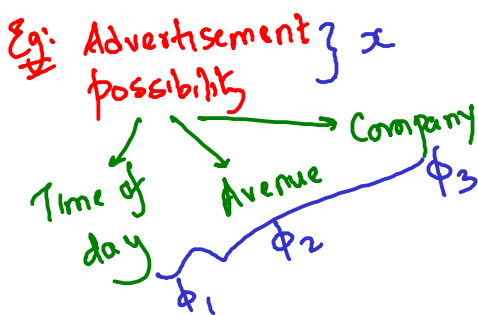 Eg: Advertisement } x
possibility
Company
Time of
day
Avenue
ϕ3
ϕ2
ϕ1